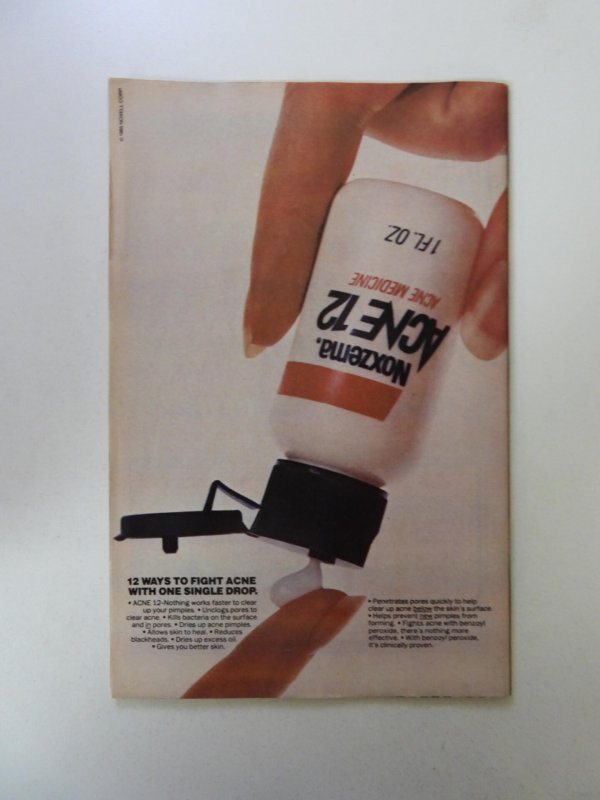 © 1985 NOXELL CORP.
1 FL. OZ.
ACNE MEDICINE
ACNE 12
Noxzema.
12 WAYS TO FIGHT ACNE
WITH ONE SINGLE DROP.
• ACNE 12-Nothing works faster to clear
up your pimples. • Unclogs pores to
clear acne. • Kills bacteria on the surface
and in pores. • Dries up acne pimples.
• Allows skin to heal. • Reduces
blackheads. • Dries up excess oil.
• Gives you better skin.
• Penetrates pores quickly to help
clear up acne below the skin's surface.
• Helps prevent new pimples from
forming. • Fights acne with benzoyl
peroxide, there's nothing more
effective. • With benzoyl peroxide,
it's clinically proven.